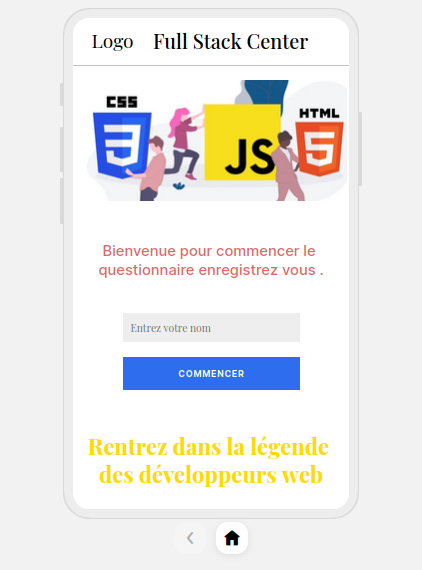 Logo Full Stack Center
CSS
HTML
JS
Bienvenue pour commencer le
questionnaire enregistrez vous .
Entrez votre nom
COMMENCER
Rentrez dans la légende
des développeurs web